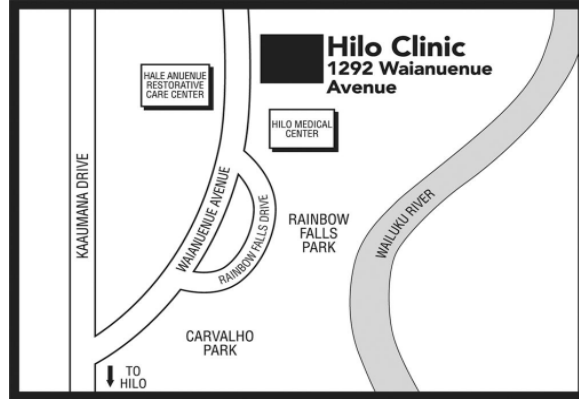 Hilo Clinic
1292 Waianuenue
Avenue
HALE ANUENUE
RESTORATIVE
CARE CENTER
HILO MEDICAL
CENTER
KAAUMANA DRIVE
WAIANUENUE AVENUE
RAINBOW FALLS DRIVE
RAINBOW
FALLS
PARK
WAILUKU RIVER
CARVALHO
PARK
TO
HILO